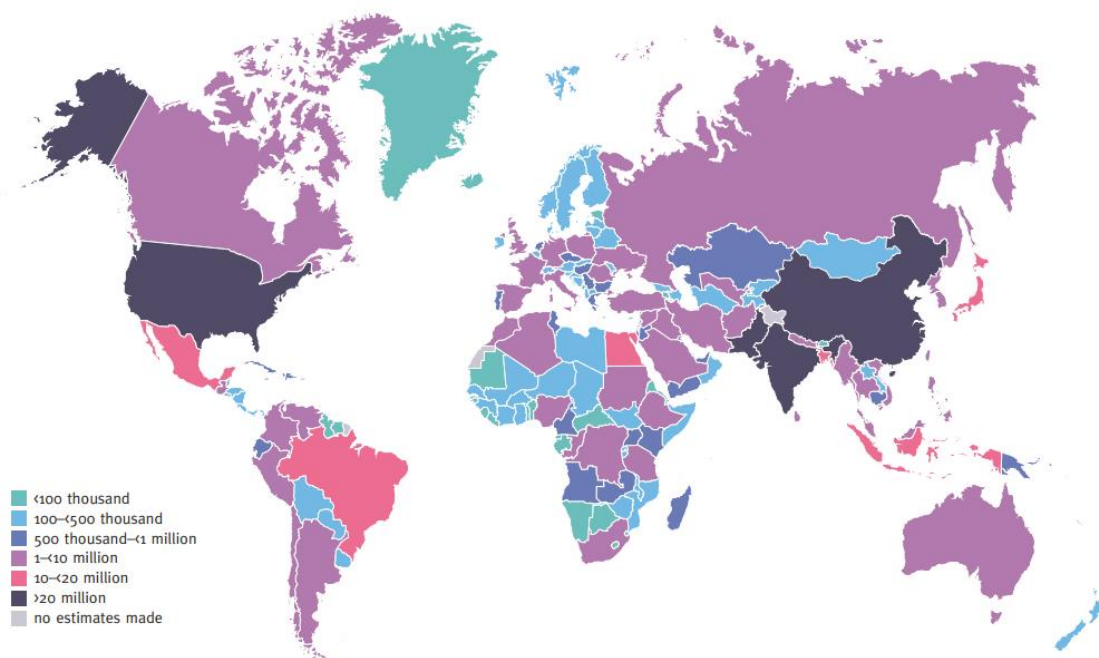 <100 thousand
100–<500 thousand
500 thousand–<1 million
1–<10 million
10–<20 million
>20 million
no estimates made